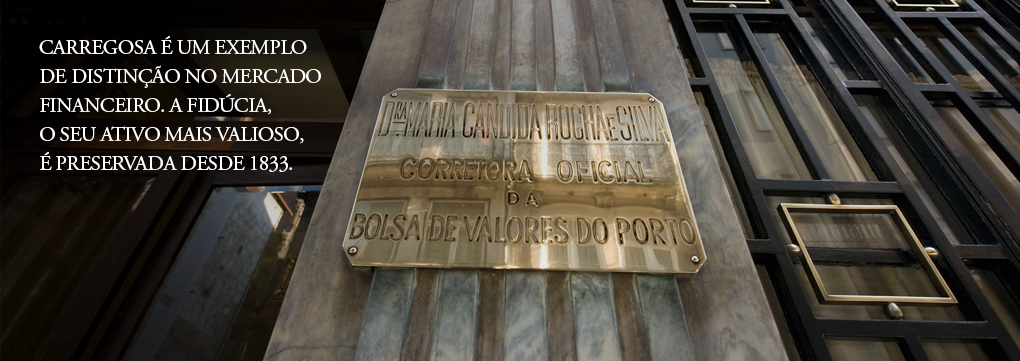 CARREGOSA É UM EXEMPLO
DE DISTINÇÃO NO MERCADO
FINANCEIRO. A FIDÚCIA,
O SEU ATIVO MAIS VALIOSO,
É PRESERVADA DESDE 1833.
DKA MARIA CANDIDA ROCHA E SILVA
CORRETORA OFICIAL
DA
BOLSA DE VALORES DO PORTO